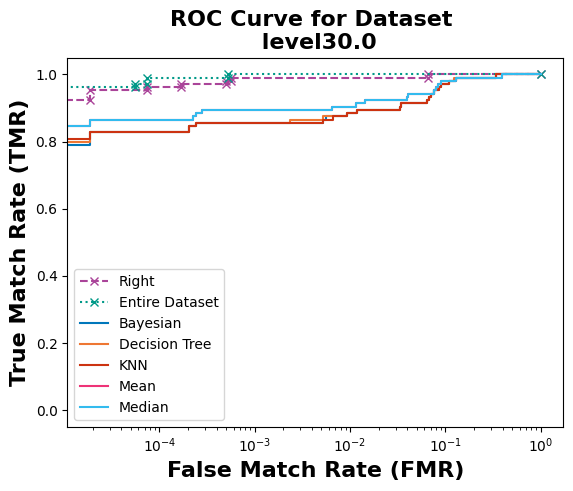 ROC Curve for Dataset
level30.0
True Match Rate (TMR)
1.0
0.8
0.6
0.4
0.2
0.0
Right
Entire Dataset
Bayesian
Decision Tree
KNN
Mean
Median
10⁻⁴
10⁻³
10⁻²
10⁻¹
10⁰
False Match Rate (FMR)